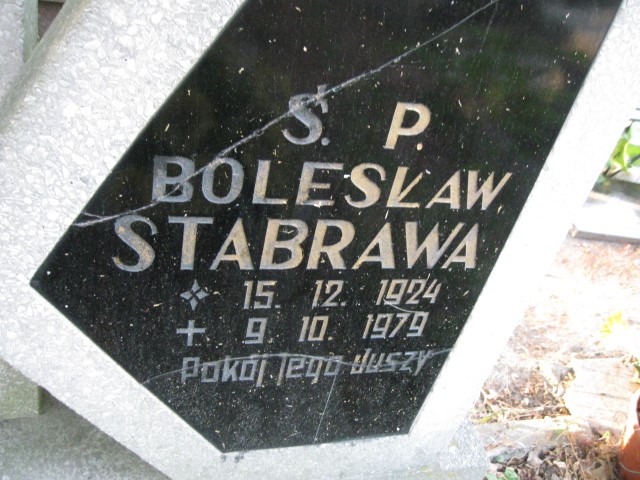 Ś. P.
BOLESŁAW
STABRAWA
15. 12. 1924
9. 10. 1979
Pokój jego duszy